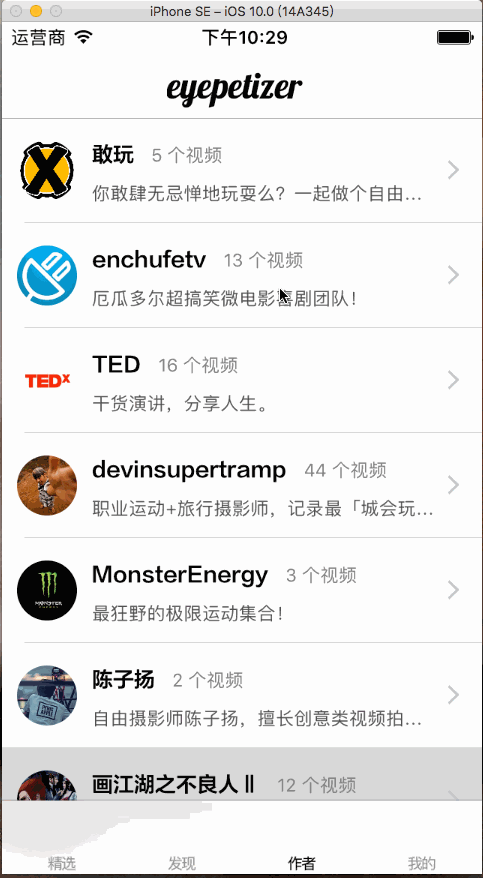 iPhone SE – iOS 10.0 (14A345)
运营商 下午10:29
eyepetizer
敢玩 5 个视频
你敢肆无忌惮地玩耍么？一起做个自由...
enchufetv 13 个视频
厄瓜多尔超搞笑微电影喜剧团队！
TEDx
TED 16 个视频
干货演讲，分享人生。
devinsupertramp 44 个视频
职业运动+旅行摄影师，记录最「城会玩...
MONSTER
MonsterEnergy 3 个视频
最狂野的极限运动集合！
陈子扬 2 个视频
自由摄影师陈子扬，擅长创意类视频拍...
画江湖之不良人Ⅱ 12 个视频
精选 发现 作者 我的